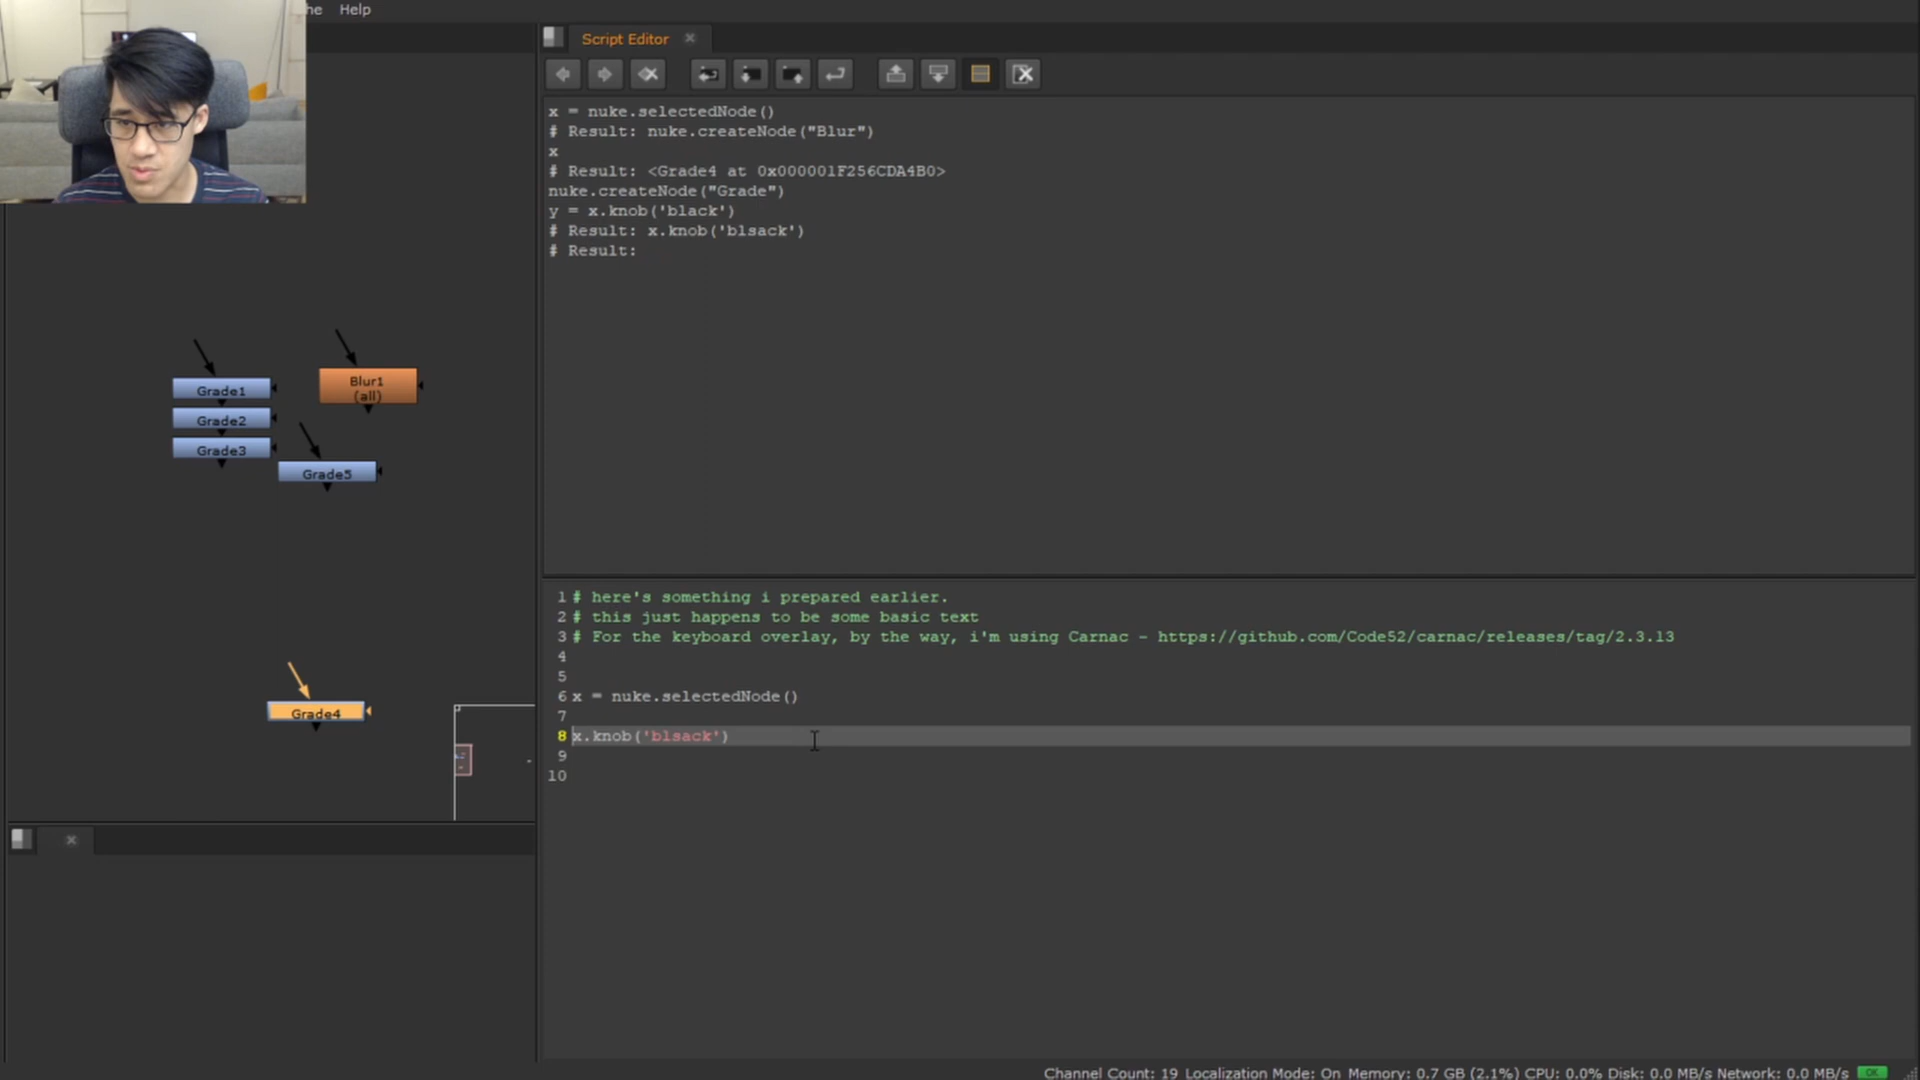 he Help
Script Editor
x = nuke.selectedNode()
# Result: nuke.createNode("Blur")
x
# Result: <Grade4 at 0x000001F256CDA4B0>
nuke.createNode("Grade")
y = x.knob('black')
# Result: x.knob('blsack')
# Result:
Grade1
Blur1
(all)
Grade2
Grade3
Grade5
Grade4
1 # here's something i prepared earlier.
2 # this just happens to be some basic text
3 # For the keyboard overlay, by the way, i'm using Carnac - https://github.com/Code52/carnac/releases/tag/2.3.13
4
5
6 x = nuke.selectedNode()
7
8 x.knob('blsack')
9
10
Channel Count: 19 Localization Mode: On Memory: 0.7 GB (2.1%) CPU: 0.0% Disk: 0.0 MB/s Network: 0.0 MB/s OK